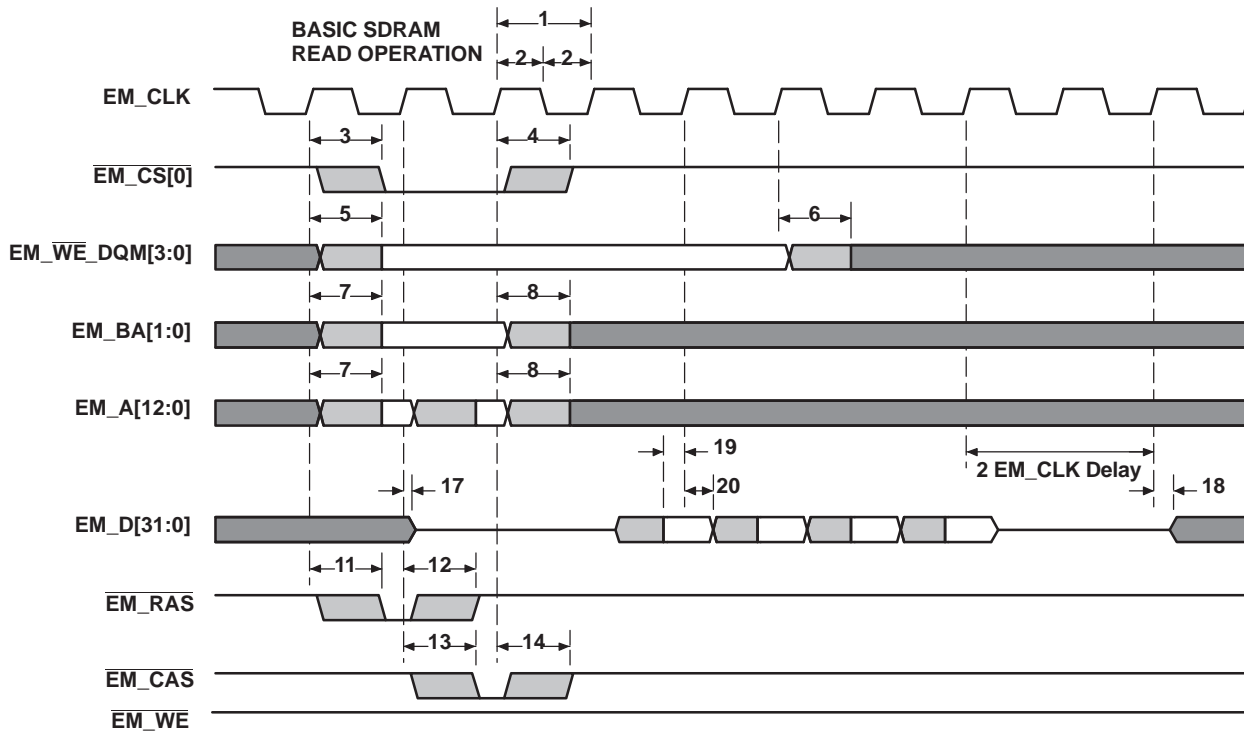 1
BASIC SDRAM
READ OPERATION
2 2
EM_CLK
3 4
EM_CS[0]
5 6
EM_WE_DQM[3:0]
7 8
EM_BA[1:0]
7 8
EM_A[12:0]
19
2 EM_CLK Delay
17 20 18
EM_D[31:0]
11 12
EM_RAS
13 14
EM_CAS
EM_WE